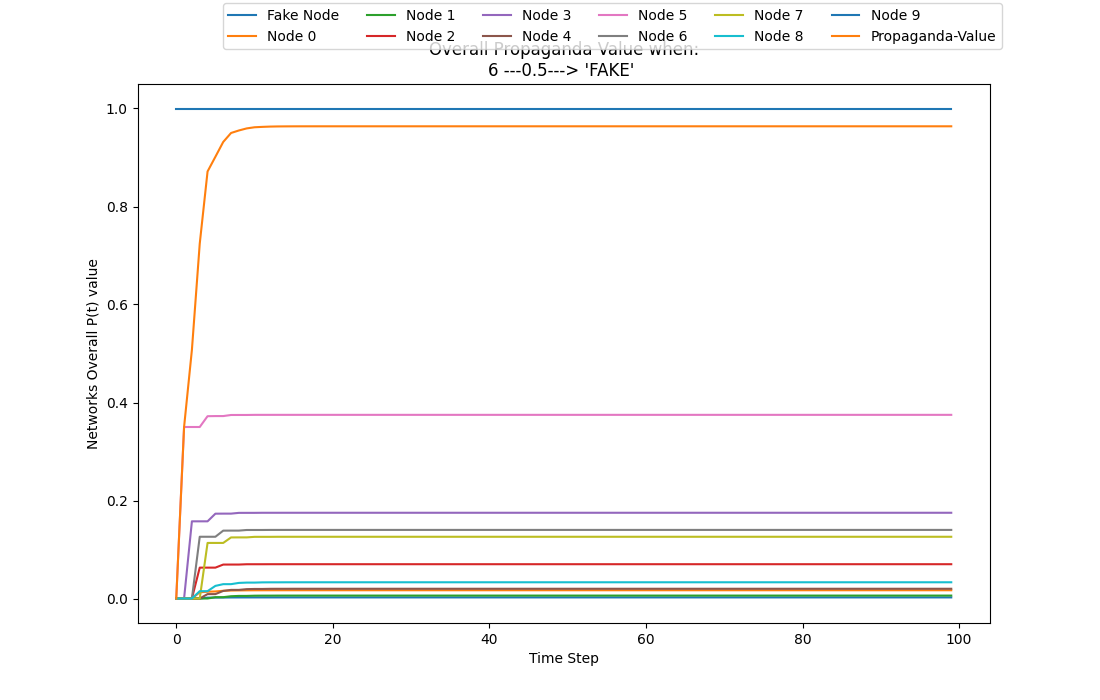 Fake Node Node 1 Node 3 Node 5 Node 7 Node 9
Node 0 Node 2 Node 4 Node 6 Node 8 Propaganda-Value
Overall Propaganda Value when:
6 ---0.5---> 'FAKE'
1.0
0.8
0.6
0.4
0.2
0.0
Networks Overall P(t) value
0 20 40 60 80 100
Time Step